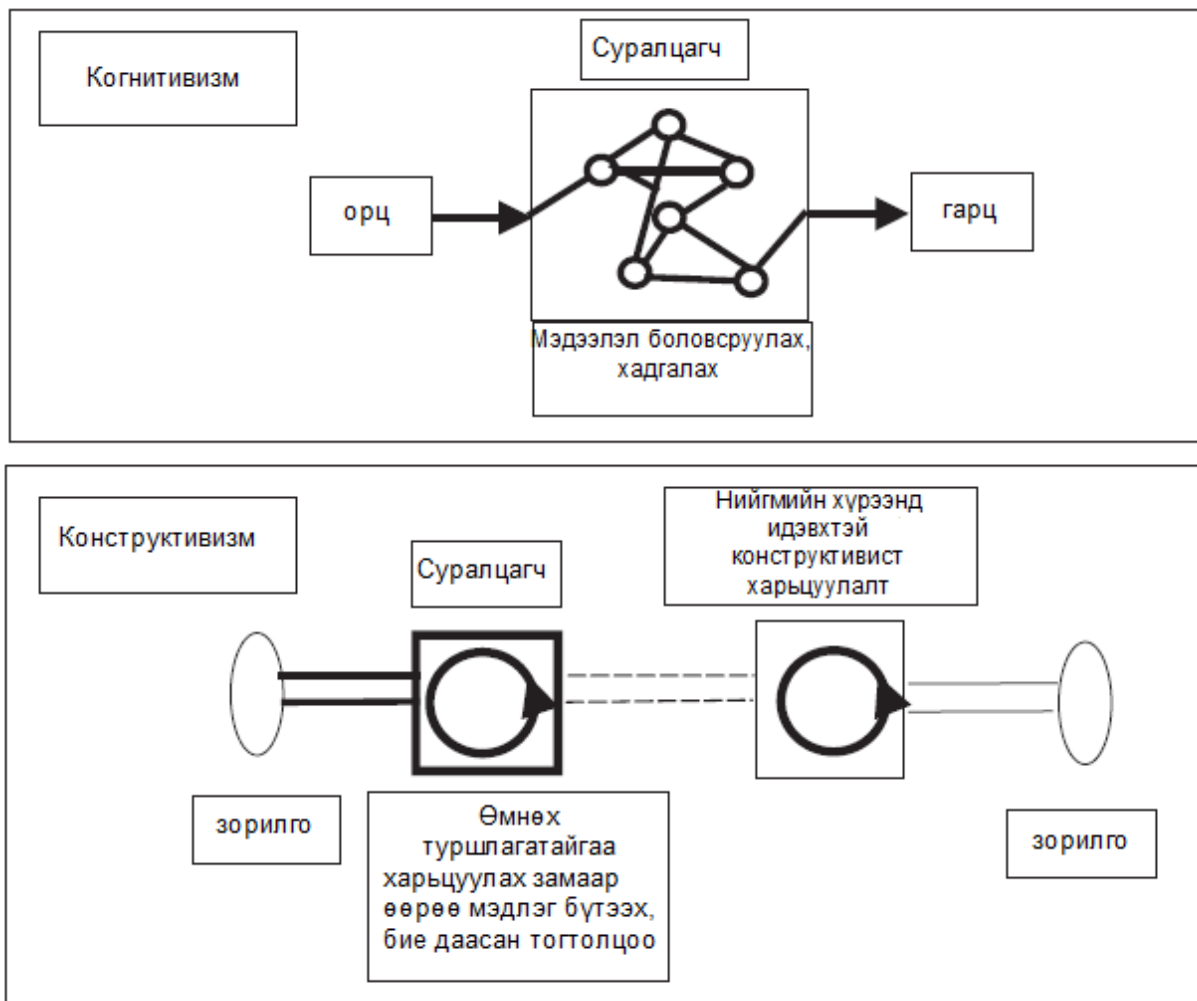 Когнитивизм
Суралцагч
орц
гарц
Мэдээлэл боловсруулах,
хадгалах
Конструктивизм
Суралцагч
Нийгмийн хүрээнд
идэвхтэй
конструктивист
харьцуулалт
зорилго
Өмнөх
туршлагатайгаа
харьцуулах замаар
өөрөө мэдлэг бүтээх,
бие даасан тогтолцоо
зорилго